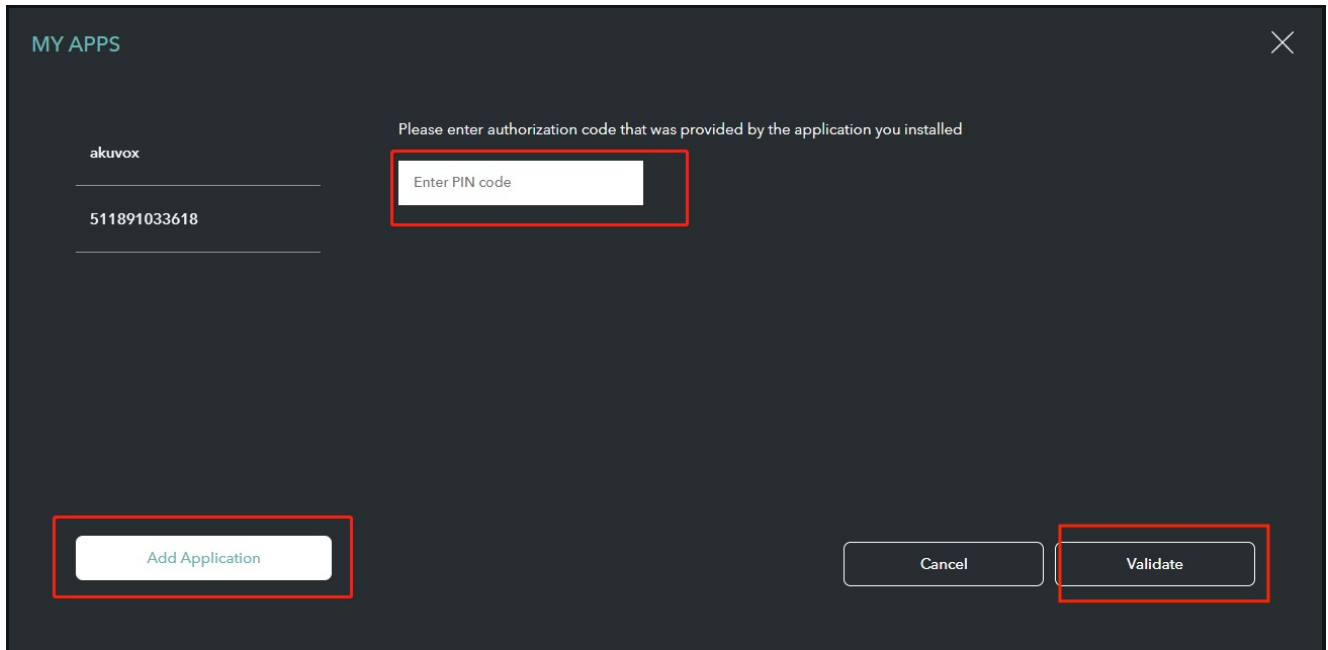 MY APPS
akuvox
511891033618
Please enter authorization code that was provided by the application you installed
Enter PIN code
Add Application
Cancel
Validate